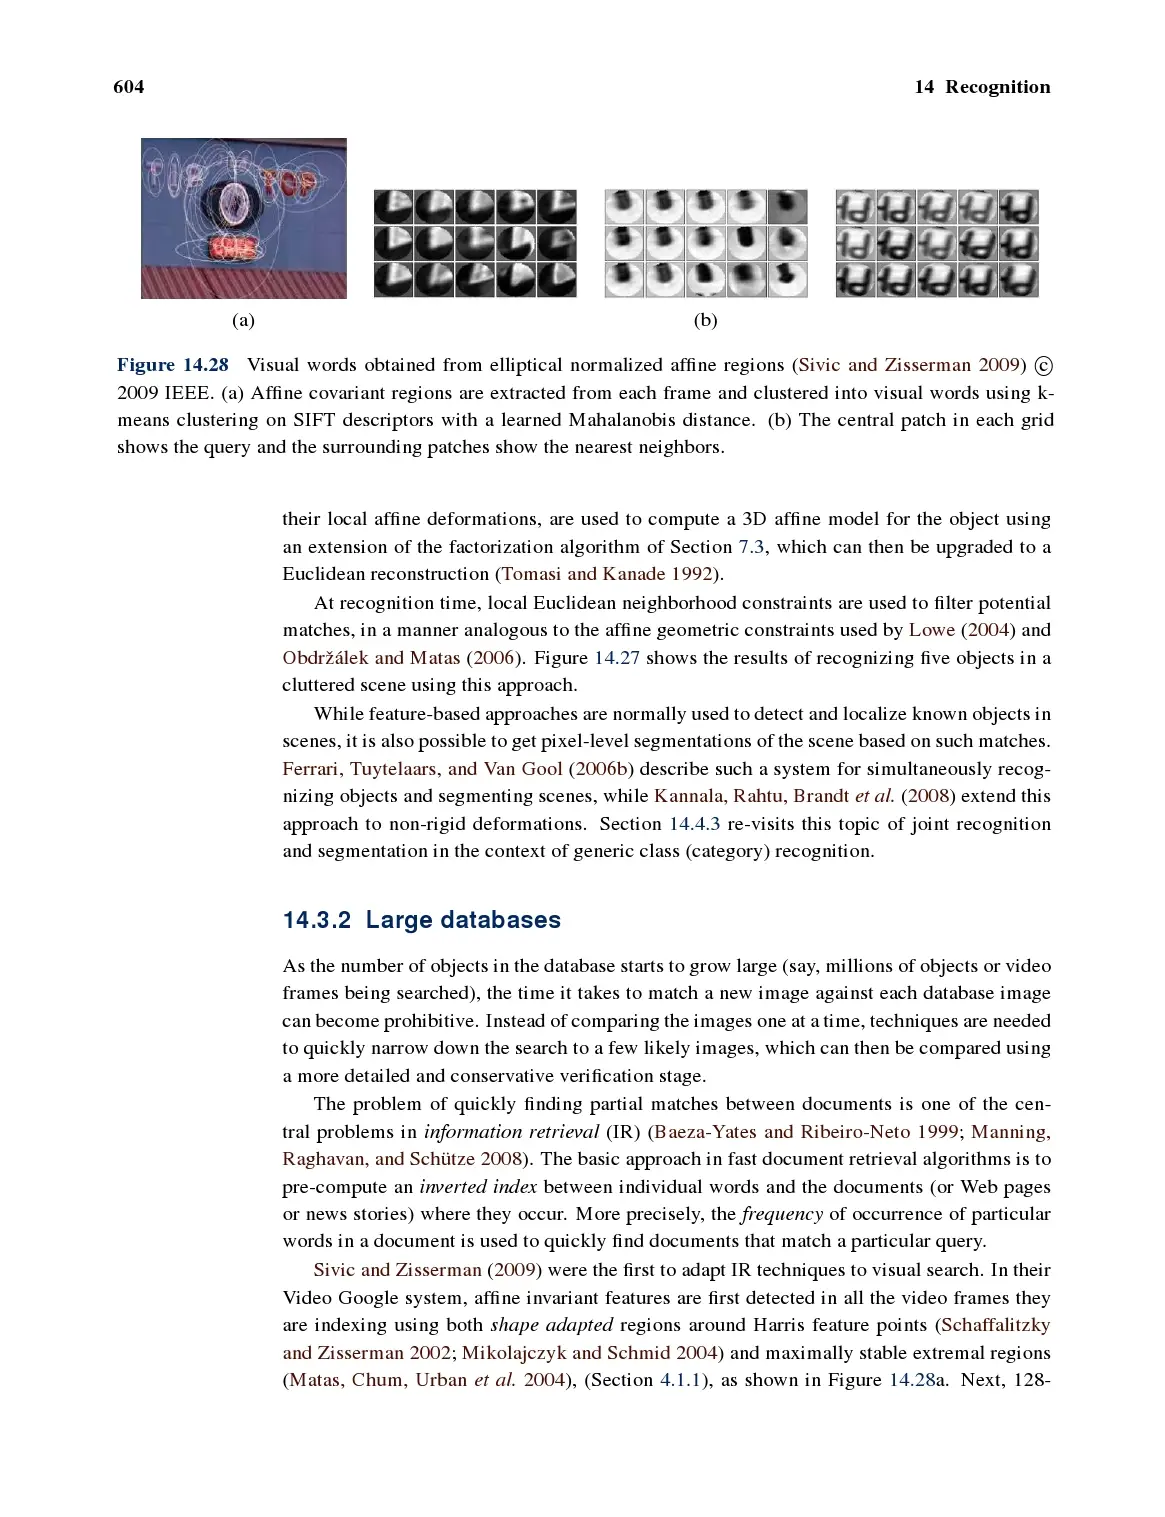 604
14 Recognition
TIP TOP
(a)
(b)
Figure 14.28 Visual words obtained from elliptical normalized affine regions (Sivic and Zisserman 2009) ©
2009 IEEE. (a) Affine covariant regions are extracted from each frame and clustered into visual words using k-
means clustering on SIFT descriptors with a learned Mahalanobis distance. (b) The central patch in each grid
shows the query and the surrounding patches show the nearest neighbors.
their local affine deformations, are used to compute a 3D affine model for the object using
an extension of the factorization algorithm of Section 7.3, which can then be upgraded to a
Euclidean reconstruction (Tomasi and Kanade 1992).
At recognition time, local Euclidean neighborhood constraints are used to filter potential
matches, in a manner analogous to the affine geometric constraints used by Lowe (2004) and
Obdržálek and Matas (2006). Figure 14.27 shows the results of recognizing five objects in a
cluttered scene using this approach.
While feature-based approaches are normally used to detect and localize known objects in
scenes, it is also possible to get pixel-level segmentations of the scene based on such matches.
Ferrari, Tuytelaars, and Van Gool (2006b) describe such a system for simultaneously recog-
nizing objects and segmenting scenes, while Kannala, Rahtu, Brandt et al. (2008) extend this
approach to non-rigid deformations. Section 14.4.3 re-visits this topic of joint recognition
and segmentation in the context of generic class (category) recognition.
14.3.2 Large databases
As the number of objects in the database starts to grow large (say, millions of objects or video
frames being searched), the time it takes to match a new image against each database image
can become prohibitive. Instead of comparing the images one at a time, techniques are needed
to quickly narrow down the search to a few likely images, which can then be compared using
a more detailed and conservative verification stage.
The problem of quickly finding partial matches between documents is one of the cen-
tral problems in information retrieval (IR) (Baeza-Yates and Ribeiro-Neto 1999; Manning,
Raghavan, and Schütze 2008). The basic approach in fast document retrieval algorithms is to
pre-compute an inverted index between individual words and the documents (or Web pages
or news stories) where they occur. More precisely, the frequency of occurrence of particular
words in a document is used to quickly find documents that match a particular query.
Sivic and Zisserman (2009) were the first to adapt IR techniques to visual search. In their
Video Google system, affine invariant features are first detected in all the video frames they
are indexing using both shape adapted regions around Harris feature points (Schaffalitzky
and Zisserman 2002; Mikolajczyk and Schmid 2004) and maximally stable extremal regions
(Matas, Chum, Urban et al. 2004), (Section 4.1.1), as shown in Figure 14.28a. Next, 128-